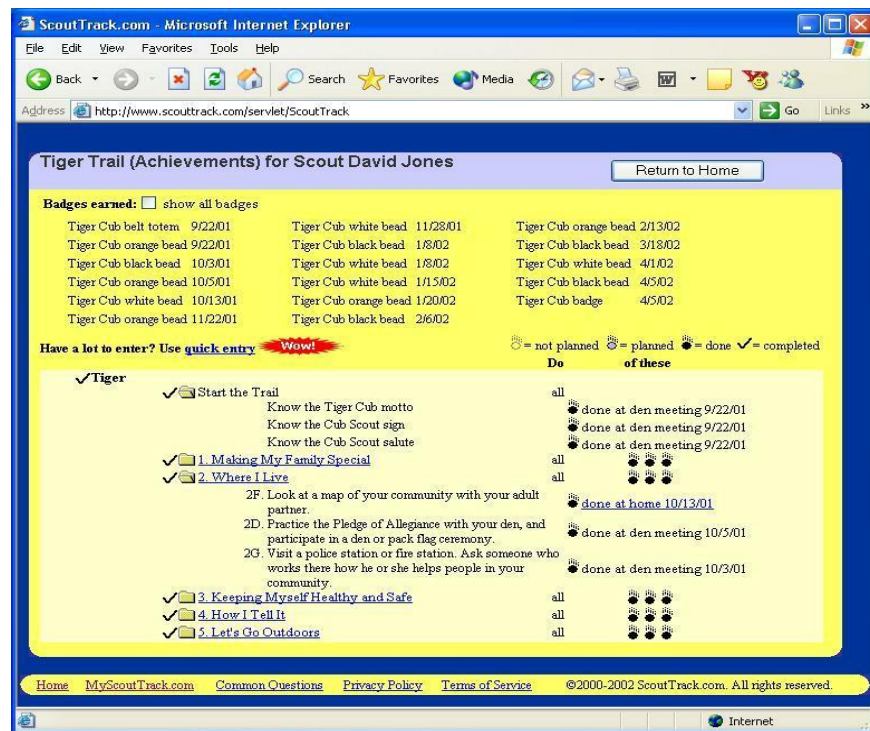 ScoutTrack.com - Microsoft Internet Explorer
File Edit View Favorites Tools Help
Back Search Favorites Media
Address http://www.scouttrack.com/servlet/ScoutTrack Go Links »
Tiger Trail (Achievements) for Scout David Jones Return to Home
Badges earned: show all badges
Tiger Cub belt totem 9/22/01 Tiger Cub white bead 11/28/01 Tiger Cub orange bead 2/13/02
Tiger Cub orange bead 9/22/01 Tiger Cub black bead 1/8/02 Tiger Cub black bead 3/18/02
Tiger Cub black bead 10/3/01 Tiger Cub white bead 1/8/02 Tiger Cub white bead 4/1/02
Tiger Cub orange bead 10/5/01 Tiger Cub white bead 1/15/02 Tiger Cub black bead 4/5/02
Tiger Cub white bead 10/13/01 Tiger Cub orange bead 1/20/02 Tiger Cub badge 4/5/02
Tiger Cub orange bead 11/22/01 Tiger Cub black bead 2/6/02
Have a lot to enter? Use quick entry Wow! = not planned = planned = done = completed
Do of these
Tiger
Start the Trail all
Know the Tiger Cub motto done at den meeting 9/22/01
Know the Cub Scout sign done at den meeting 9/22/01
Know the Cub Scout salute done at den meeting 9/22/01
1. Making My Family Special all
2. Where I Live all
2F. Look at a map of your community with your adult
partner. done at home 10/13/01
2D. Practice the Pledge of Allegiance with your den, and
participate in a den or pack flag ceremony. done at den meeting 10/5/01
2G. Visit a police station or fire station. Ask someone who
works there how he or she helps people in your done at den meeting 10/3/01
community.
3. Keeping Myself Healthy and Safe all
4. How I Tell It all
5. Let's Go Outdoors all
Home MyScoutTrack.com Common Questions Privacy Policy Terms of Service ©2000-2002 ScoutTrack.com. All rights reserved.
Internet